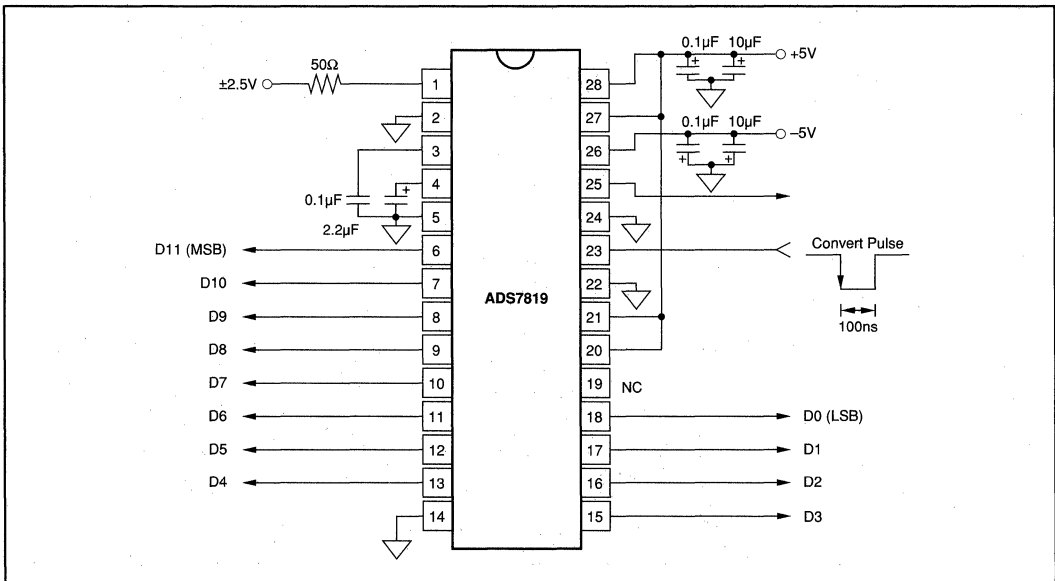 0.1µF 10µF
+5V
50Ω
±2.5V
1
28
2
27
0.1µF 10µF
–5V
3
26
4
25
0.1µF
5
24
2.2µF
D11 (MSB)
6
23
Convert Pulse
D10
7
22
ADS7819
D9
8
21
100ns
D8
9
20
D7
10
19
NC
D6
11
18
D0 (LSB)
D5
12
17
D1
D4
13
16
D2
14
15
D3
+
+
+
+
+